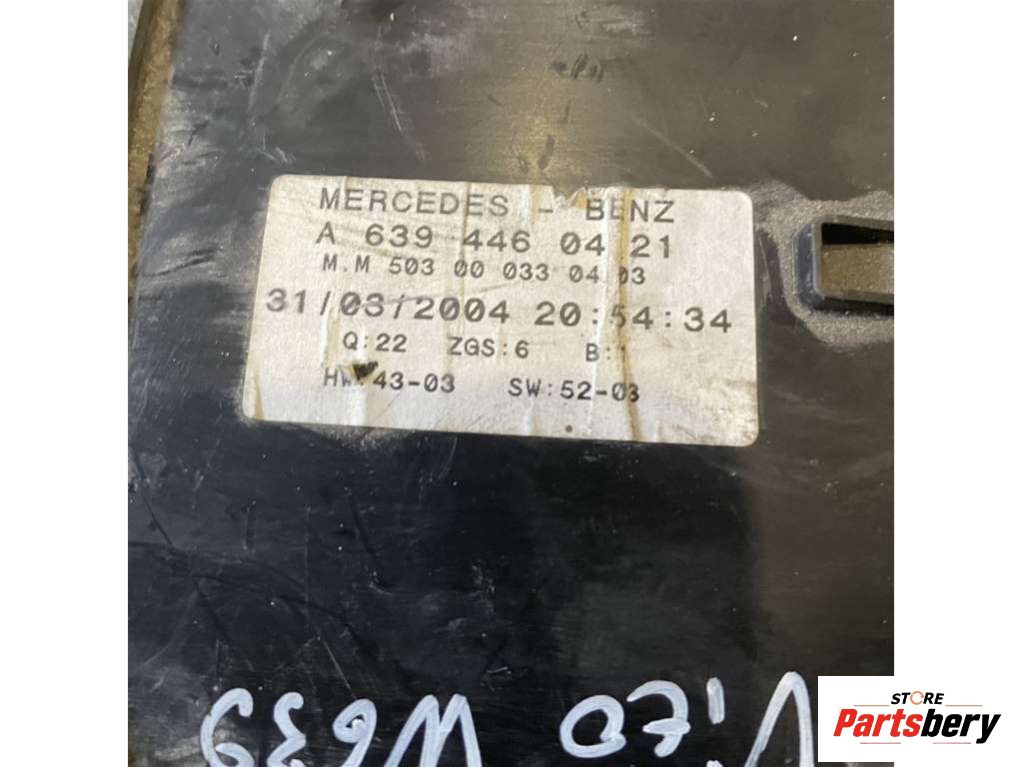 MERCEDES - BENZ
A 639 446 04 21
M.M 503 00 033 04 03
31/03/2004 20:54:34
Q:22 ZGS:6 B:
HW:43-03 SW:52-03
Vito W639
STORE
Partsbery